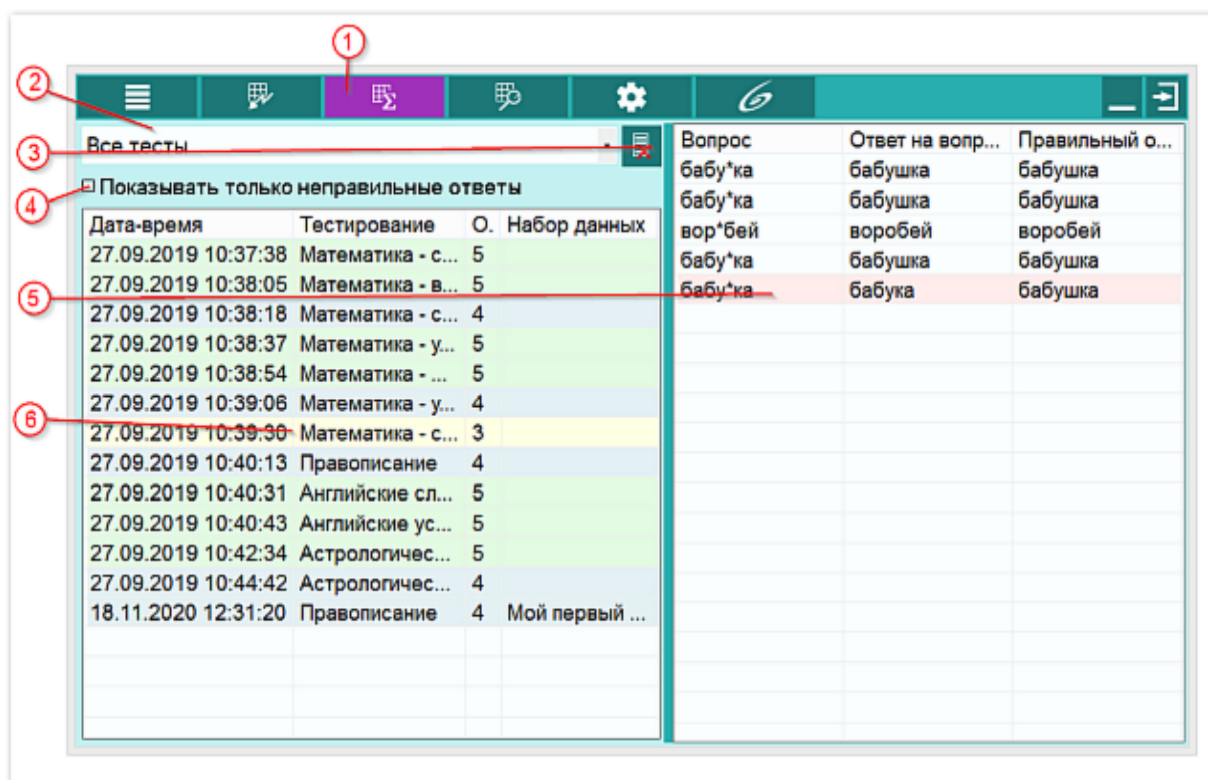 1
2
3
4
5
6
Все тесты
Показывать только неправильные ответы
Дата-время Тестирование О. Набор данных
27.09.2019 10:37:38 Математика - с... 5
27.09.2019 10:38:05 Математика - в... 5
27.09.2019 10:38:18 Математика - с... 4
27.09.2019 10:38:37 Математика - у... 5
27.09.2019 10:38:54 Математика - ... 5
27.09.2019 10:39:06 Математика - у... 4
27.09.2019 10:39:30 Математика - с... 3
27.09.2019 10:40:13 Правописание 4
27.09.2019 10:40:31 Английские сл... 5
27.09.2019 10:40:43 Английские ус... 5
27.09.2019 10:42:34 Астрологичес... 5
27.09.2019 10:44:42 Астрологичес... 4
18.11.2020 12:31:20 Правописание 4 Мой первый ...
Вопрос Ответ на вопр... Правильный о...
бабу*ка бабушка бабушка
бабу*ка бабушка бабушка
вор*бей воробей воробей
бабу*ка бабушка бабушка
бабу*ка бабука бабушка